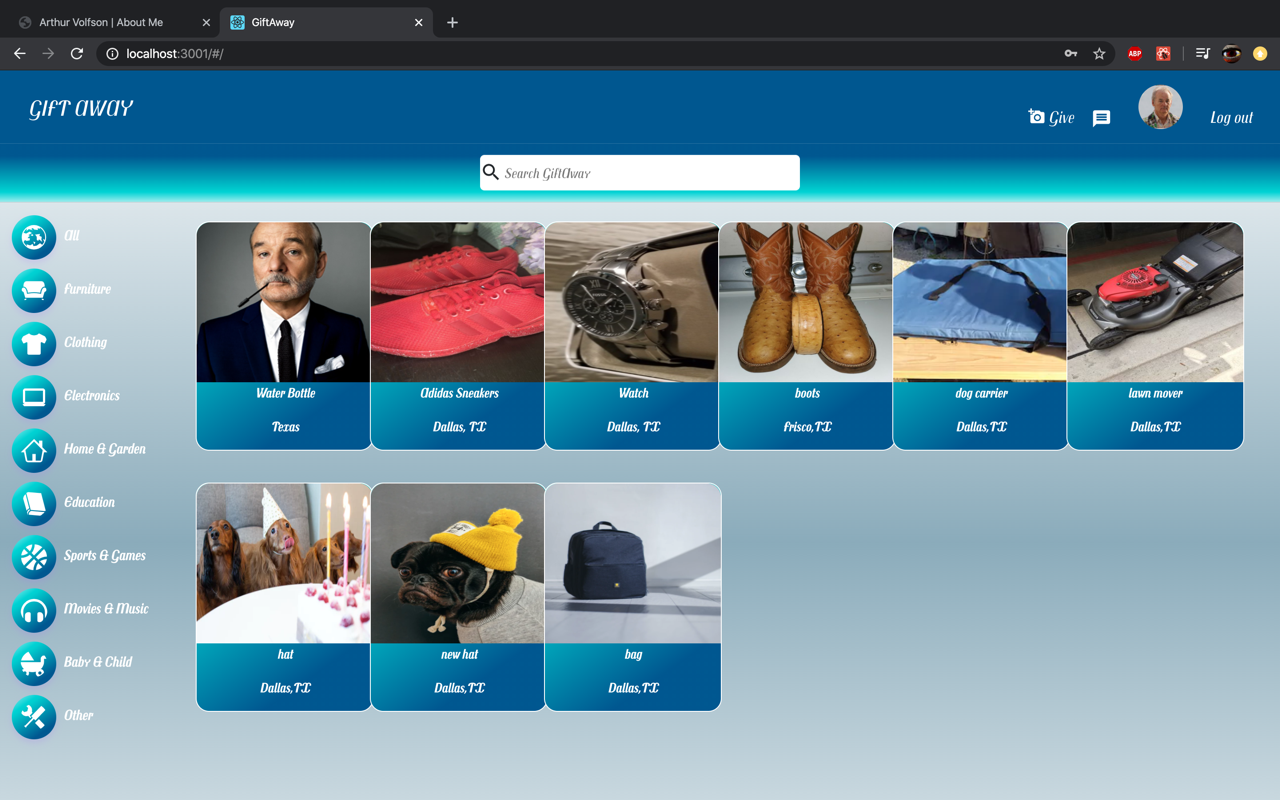 Arthur Volfson | About Me
GiftAway
localhost:3001/#/
ABP
GIFT AWAY
Give
Log out
Search GiftAway
All
Furniture
Clothing
Electronics
Home & Garden
Education
Sports & Games
Movies & Music
Baby & Child
Other
Water Bottle
Texas
Adidas Sneakers
Dallas, TX
Watch
Dallas, TX
boots
Frisco,TX
dog carrier
Dallas,TX
lawn mover
Dallas,TX
hat
Dallas,TX
new hat
Dallas,TX
bag
Dallas,TX